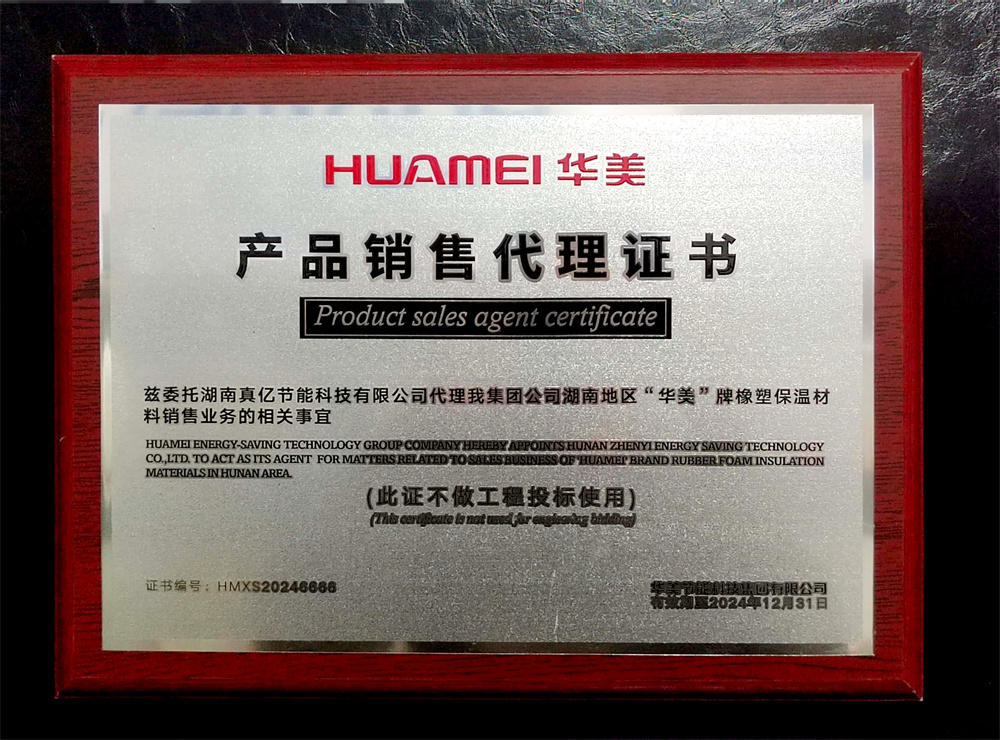 HUAMEI 华美
产品销售代理证书
Product sales agent certificate
兹委托湖南真亿节能科技有限公司代理我集团公司湖南地区“华美”牌橡塑保温材
料销售业务的相关事宜
HUAMEI ENERGY-SAVING TECHNOLOGY GROUP COMPANY HEREBY APPOINTS HUNAN ZHENYI ENERGY SAVING TECHNOLOGY
CO.,LTD. TO ACT AS ITS AGENT FOR MATTERS RELATED TO SALES BUSINESS OF 'HUAMEI' BRAND RUBBER FOAM INSULATION
MATERIALS IN HUNAN AREA.
(此证不做工程投标使用)
(This certificate is not used for engineering bidding)
证书编号：HMXS20246666
华美节能科技集团有限公司
有效期至2024年12月31日